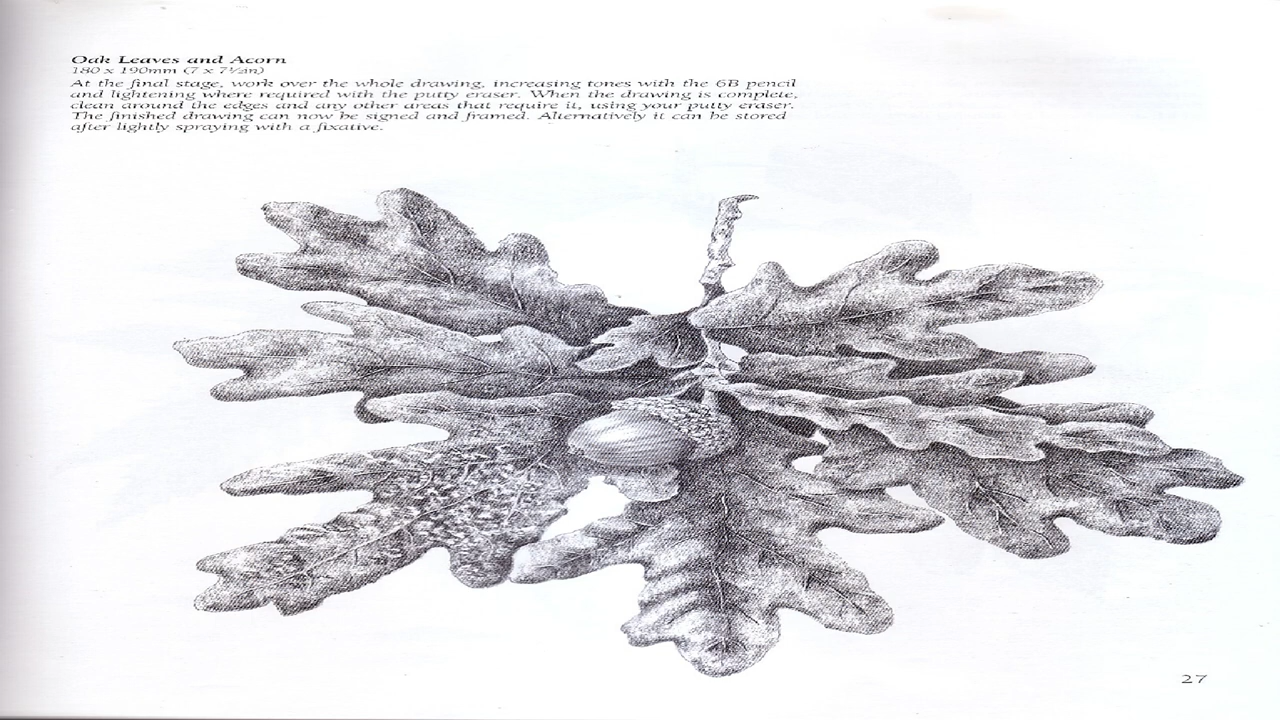 Oak Leaves and Acorn
180 x 190mm (7 x 7½in)
At the final stage, work over the whole drawing, increasing tones with the 6B pencil
and lightening where required with the putty eraser. When the drawing is complete,
clean around the edges and any other areas that require it, using your putty eraser.
The finished drawing can now be signed and framed. Alternatively it can be stored
after lightly spraying with a fixative.
27